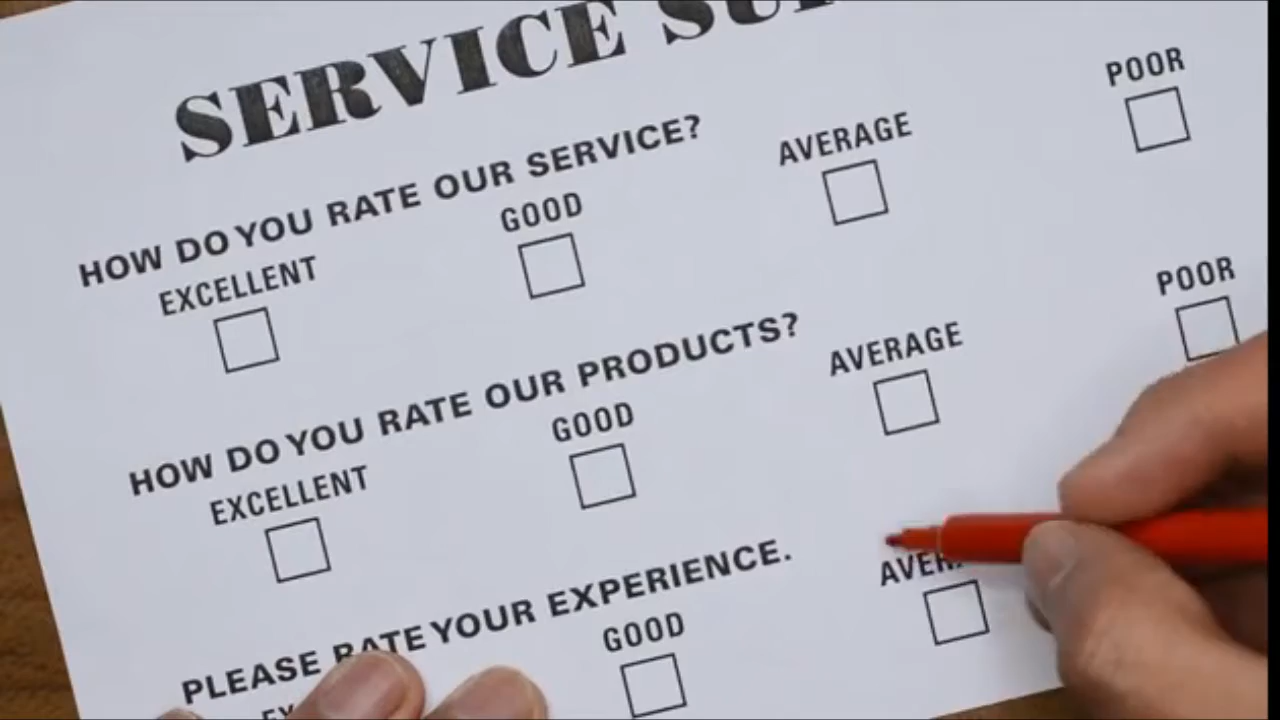 SERVICE
HOW DO YOU RATE OUR SERVICE?
EXCELLENT GOOD AVERAGE POOR
HOW DO YOU RATE OUR PRODUCTS?
EXCELLENT GOOD AVERAGE POOR
PLEASE RATE YOUR EXPERIENCE.
GOOD